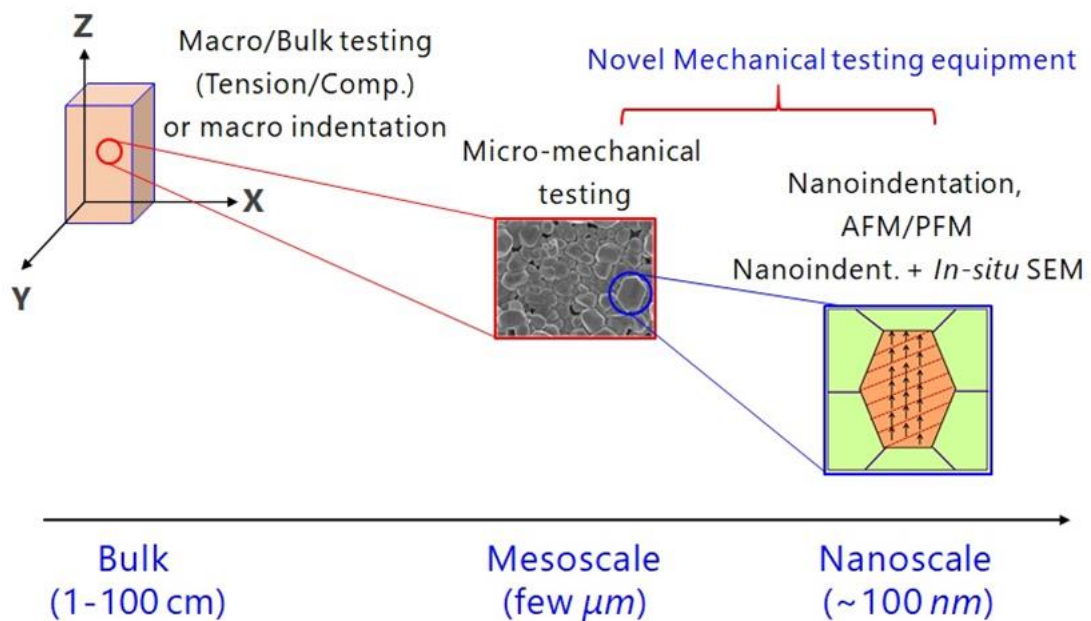 Z
X
Y
Macro/Bulk testing
(Tension/Comp.)
or macro indentation
Novel Mechanical testing equipment
Micro-mechanical
testing
Nanoindentation,
AFM/PFM
Nanoindent. + In-situ SEM
Bulk
(1-100 cm)
Mesoscale
(few μm)
Nanoscale
(~100 nm)